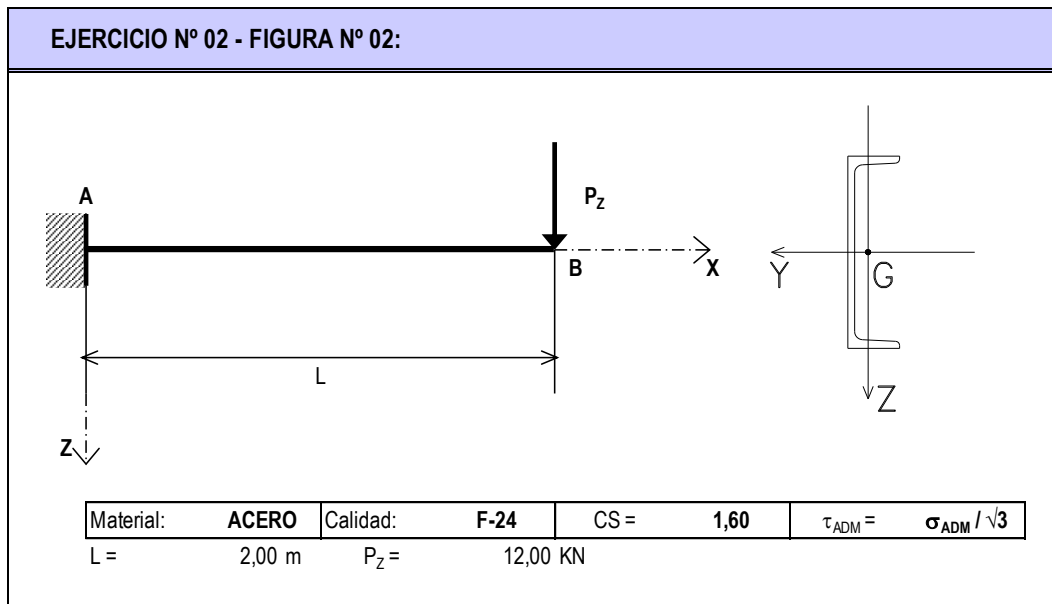 EJERCICIO Nº 02 - FIGURA Nº 02:
A
P_Z
B
X
Y
G
L
Z
Z
Material: ACERO Calidad: F-24 CS = 1,60 τ_ADM = σ_ADM / √3
L = 2,00 m P_Z = 12,00 KN